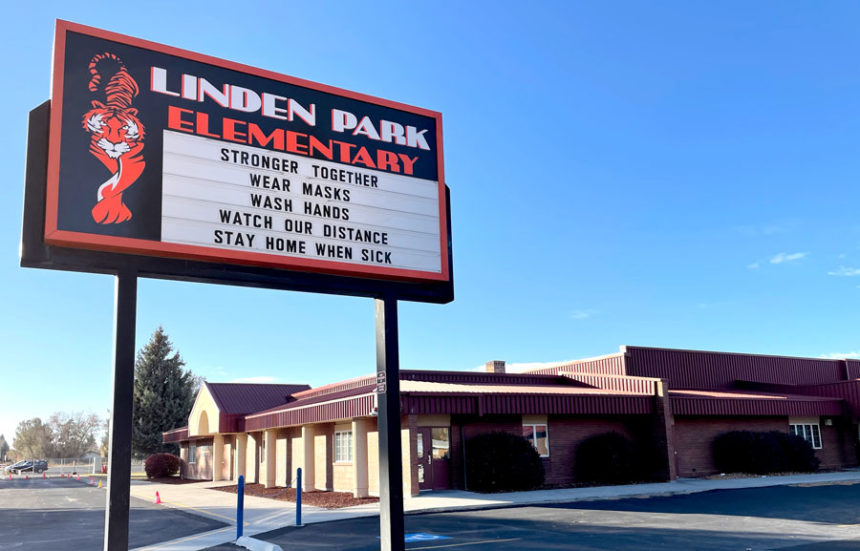 LINDEN PARK
ELEMENTARY
STRONGER TOGETHER
WEAR MASKS
WASH HANDS
WATCH OUR DISTANCE
STAY HOME WHEN SICK